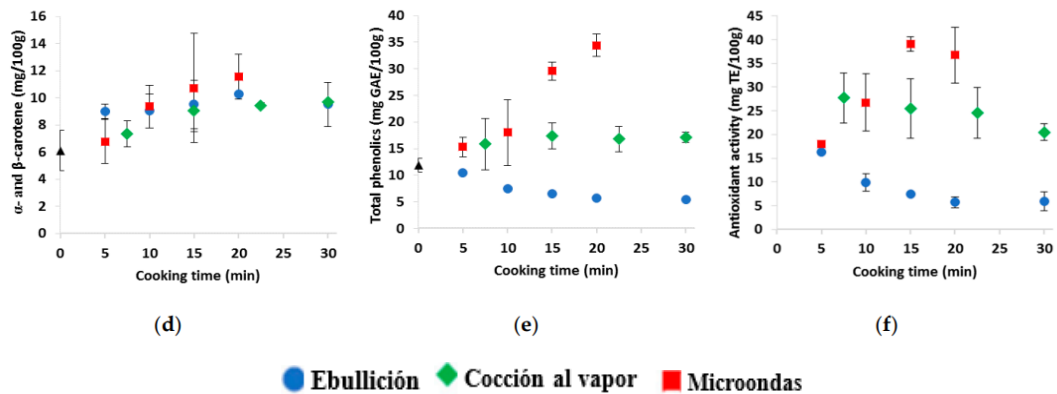 α- and β-carotene (mg/100g)
16
14
12
10
8
6
4
2
0
0 5 10 15 20 25 30
Cooking time (min)
(d)
Total phenolics (mg GAE/100g)
40
35
30
25
20
15
10
5
0
0 5 10 15 20 25 30
Cooking time (min)
(e)
Antioxidant activity (mg TE/100g)
45
40
35
30
25
20
15
10
5
0
0 5 10 15 20 25 30
Cooking time (min)
(f)
Ebullición Cocción al vapor Microondas